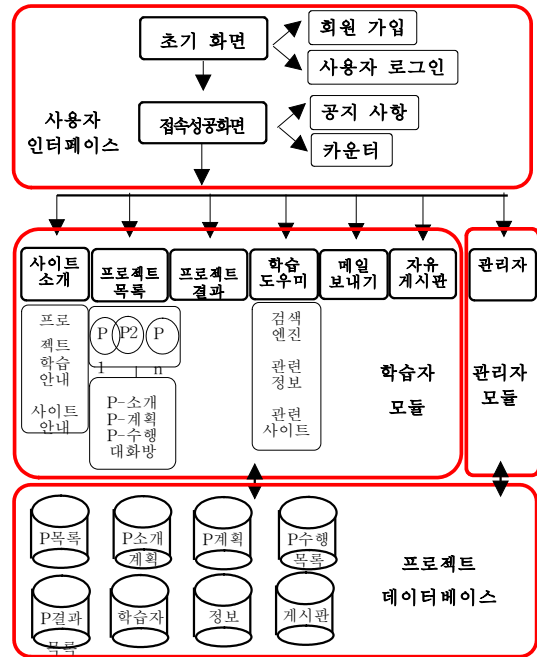 초기 화면
회원 가입
사용자 로그인
사용자
인터페이스
접속성공화면
공지 사항
카운터
사이트
소개
프로젝트
목록
프로젝트
결과
학습
도우미
메일
보내기
자유
게시판
관리자
프로
젝트
학습
안내
사이트
안내
P
1
P2
P
n
P-소개
P-계획
P-수행
대화방
검색
엔진
관련
정보
관련
사이트
학습자
모듈
관리자
모듈
P목록
P소개
계획
P계획
P수행
목록
P결과
목록
학습자
정보
게시판
프로젝트
데이터베이스